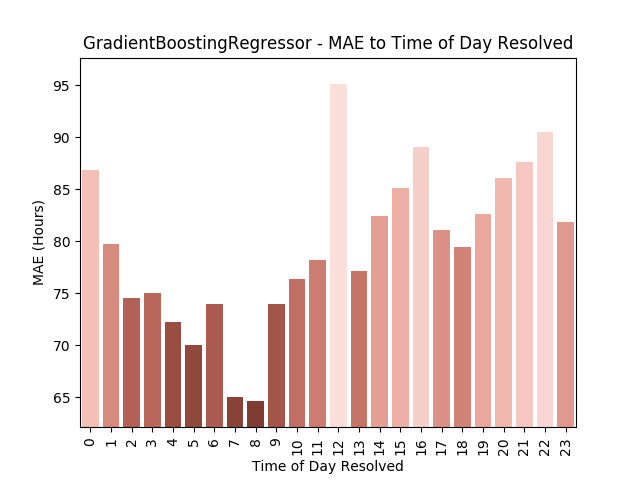 GradientBoostingRegressor - MAE to Time of Day Resolved
95
90
85
80
75
70
65
MAE (Hours)
0 1 2 3 4 5 6 7 8 9 10 11 12 13 14 15 16 17 18 19 20 21 22 23
Time of Day Resolved